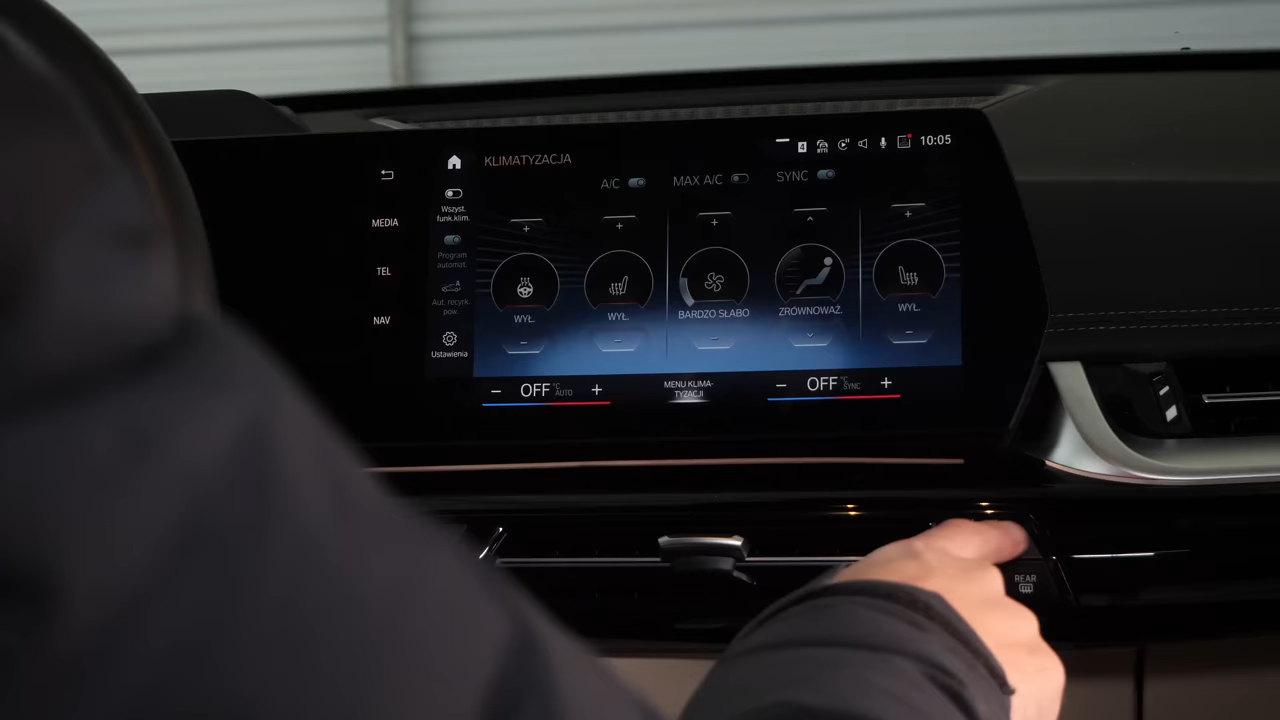 10:05
KLIMATYZACJA
A/C
MAX A/C
SYNC
MEDIA
TEL
NAV
Wszyst.
funk.klim.
Program
automat.
Aut. recyrk.
pow.
Ustawienia
+
+
+
+
WYŁ.
WYŁ.
BARDZO SŁABO
ZRÓWNOWAŻ.
WYŁ.
−
−
−
−
− OFF °C AUTO +
MENU KLIMA-
TYZACJI
− OFF °C SYNC +
REAR